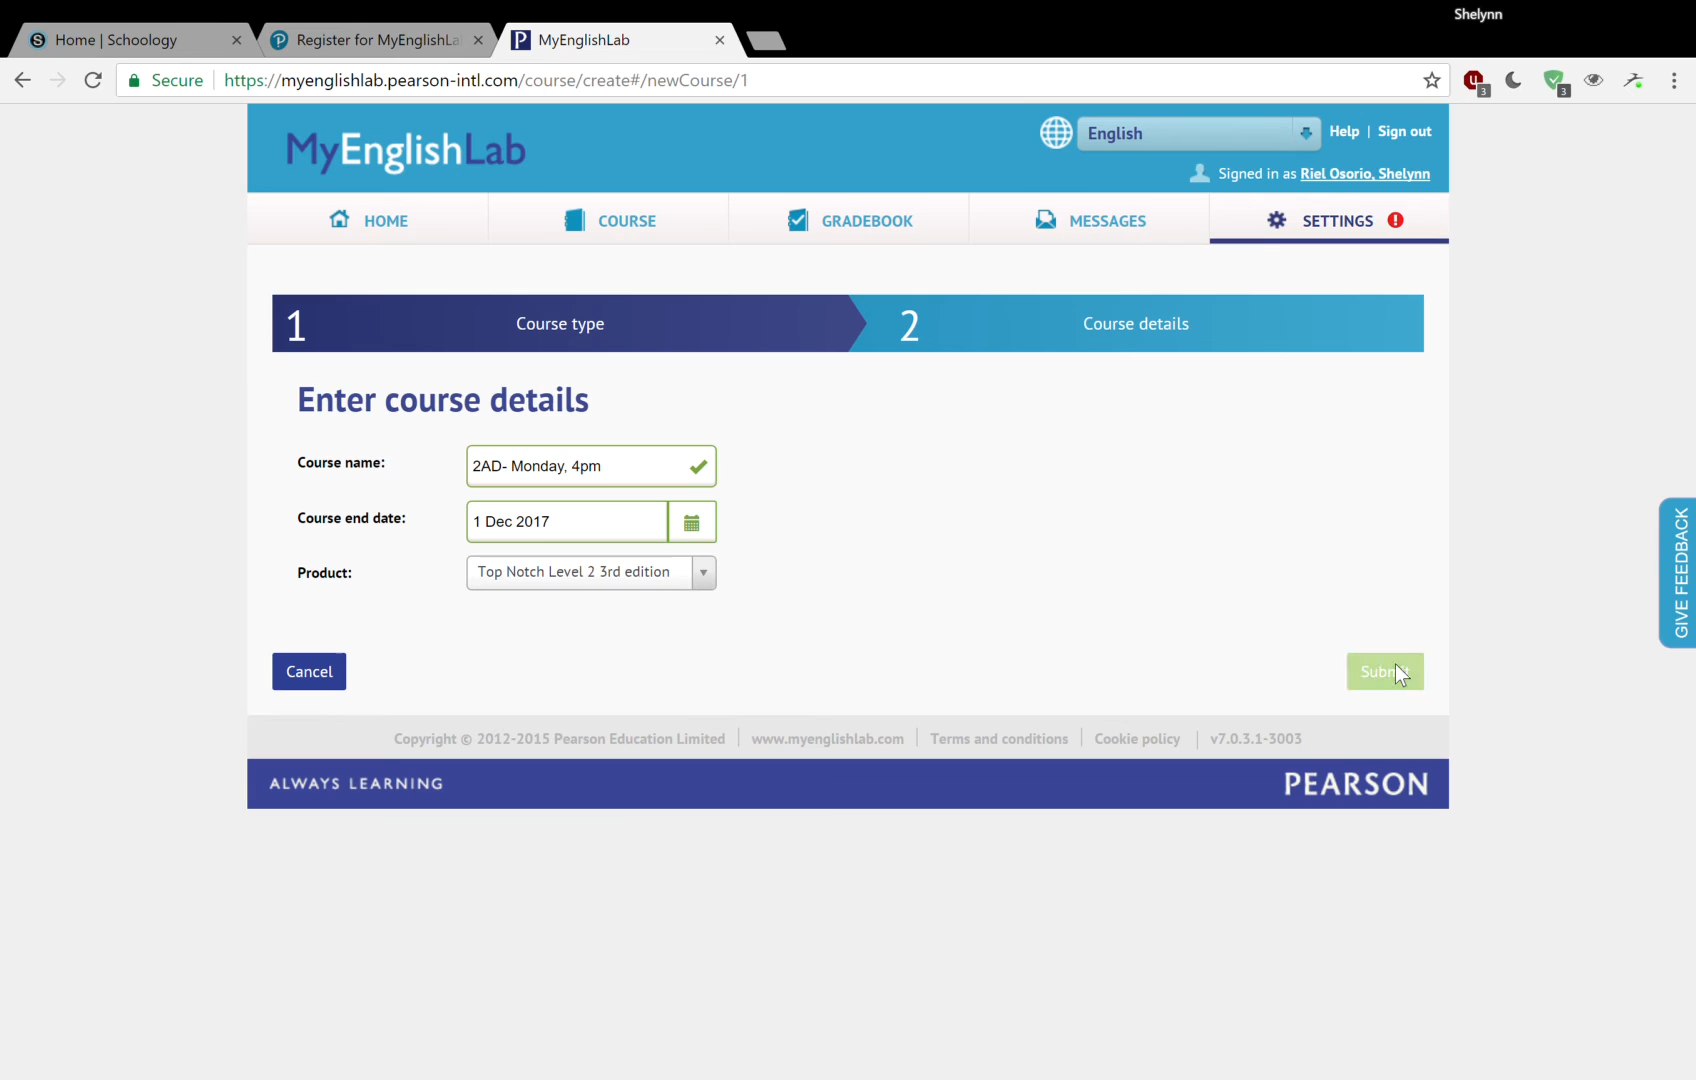 Shelynn
Home | Schoology
Register for MyEnglishLa
MyEnglishLab
Secure
https://myenglishlab.pearson-intl.com/course/create#/newCourse/1
3
3
MyEnglishLab
English
Help | Sign out
Signed in as Riel Osorio, Shelynn
HOME
COURSE
GRADEBOOK
MESSAGES
SETTINGS
1 Course type
2 Course details
Enter course details
Course name:
2AD- Monday, 4pm
Course end date:
1 Dec 2017
Product:
Top Notch Level 2 3rd edition
Cancel
Submit
GIVE FEEDBACK
Copyright © 2012-2015 Pearson Education Limited
www.myenglishlab.com
Terms and conditions
Cookie policy
v7.0.3.1-3003
ALWAYS LEARNING
PEARSON